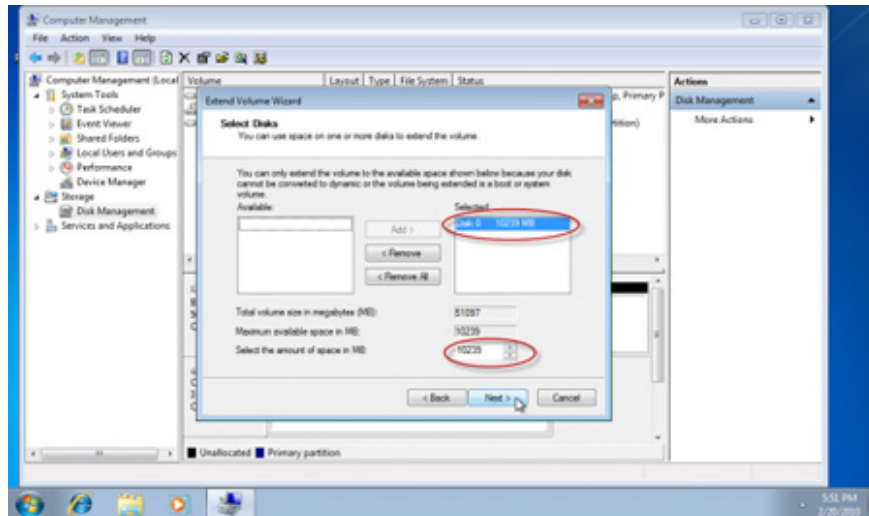 Computer Management
File Action View Help
Computer Management (Local
System Tools
Task Scheduler
Event Viewer
Shared Folders
Local Users and Groups
Performance
Device Manager
Storage
Disk Management
Services and Applications
Volume Layout Type File System Status
p, Primary P
Actions
Disk Management
More Actions
Extend Volume Wizard
Select Disks
You can use space on one or more disks to extend the volume.
You can only extend the volume to the available space shown below because your disk
cannot be converted to dynamic or the volume being extended is a boot or system
volume.
Available:
Selected:
Disk 0 10239 MB
Add >
< Remove
< Remove All
Total volume size in megabytes (MB): 51097
Maximum available space in MB: 10239
Select the amount of space in MB: 10239
< Back Next > Cancel
Unallocated Primary partition
5:51 PM
2/20/2010